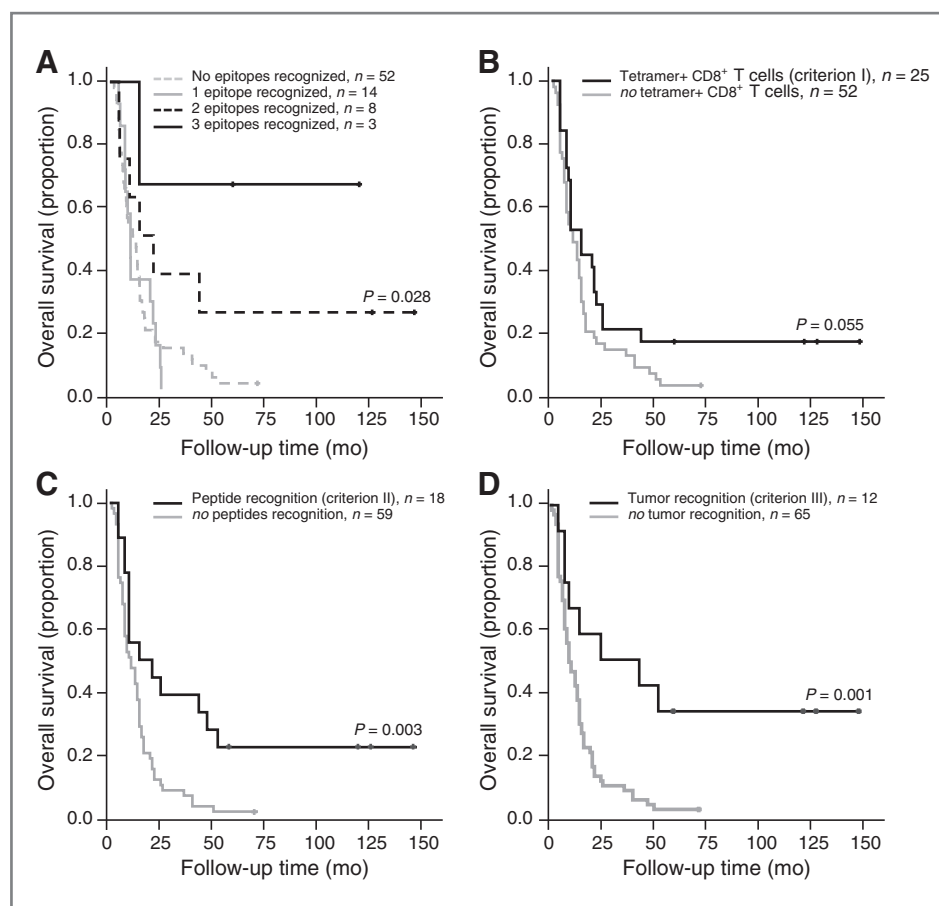 A
No epitopes recognized, n = 52
1 epitope recognized, n = 14
2 epitopes recognized, n = 8
3 epitopes recognized, n = 3
Overall survival (proportion)
1.0
0.8
0.6
0.4
0.2
0.0
P = 0.028
0 25 50 75 100 125 150
Follow-up time (mo)
B
Tetramer+ CD8+ T cells (criterion I), n = 25
no tetramer+ CD8+ T cells, n = 52
Overall survival (proportion)
1.0
0.8
0.6
0.4
0.2
0.0
P = 0.055
0 25 50 75 100 125 150
Follow-up time (mo)
C
Peptide recognition (criterion II), n = 18
no peptides recognition, n = 59
Overall survival (proportion)
1.0
0.8
0.6
0.4
0.2
0.0
P = 0.003
0 25 50 75 100 125 150
Follow-up time (mo)
D
Tumor recognition (criterion III), n = 12
no tumor recognition, n = 65
Overall survival (proportion)
1.0
0.8
0.6
0.4
0.2
0.0
P = 0.001
0 25 50 75 100 125 150
Follow-up time (mo)